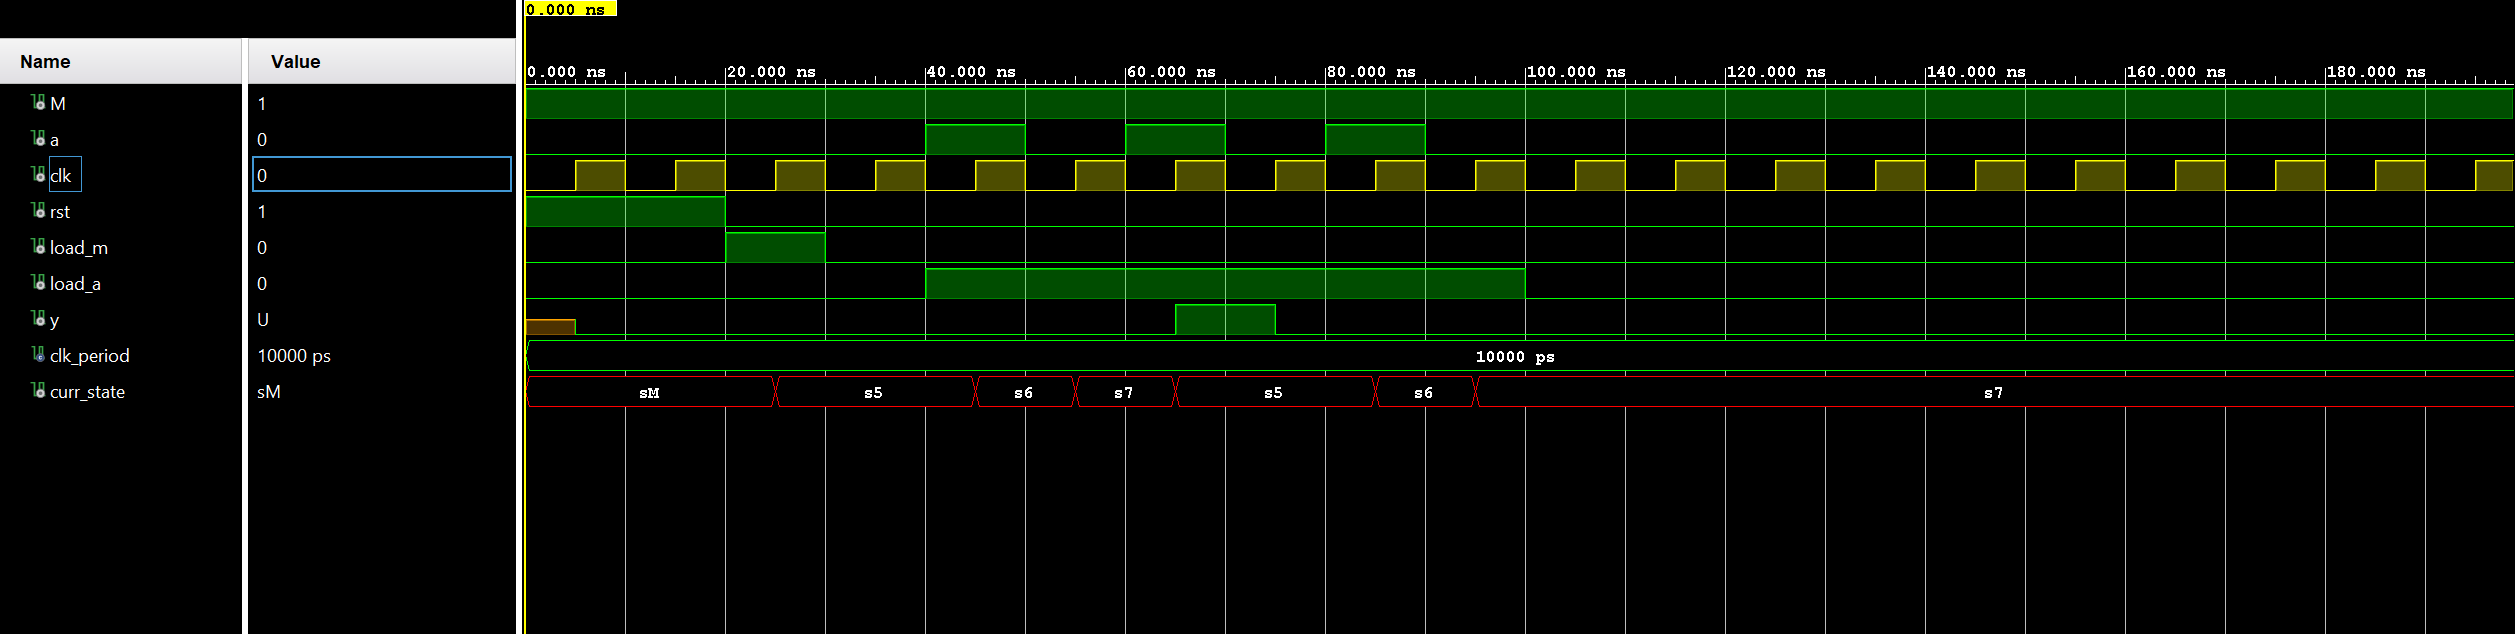 0.000 ns
Name Value
0.000 ns 20.000 ns 40.000 ns 60.000 ns 80.000 ns 100.000 ns 120.000 ns 140.000 ns 160.000 ns 180.000 ns
M 1
a 0
clk 0
rst 1
load_m 0
load_a 0
y U
clk_period 10000 ps 10000 ps
curr_state sM sM s5 s6 s7 s5 s6 s7